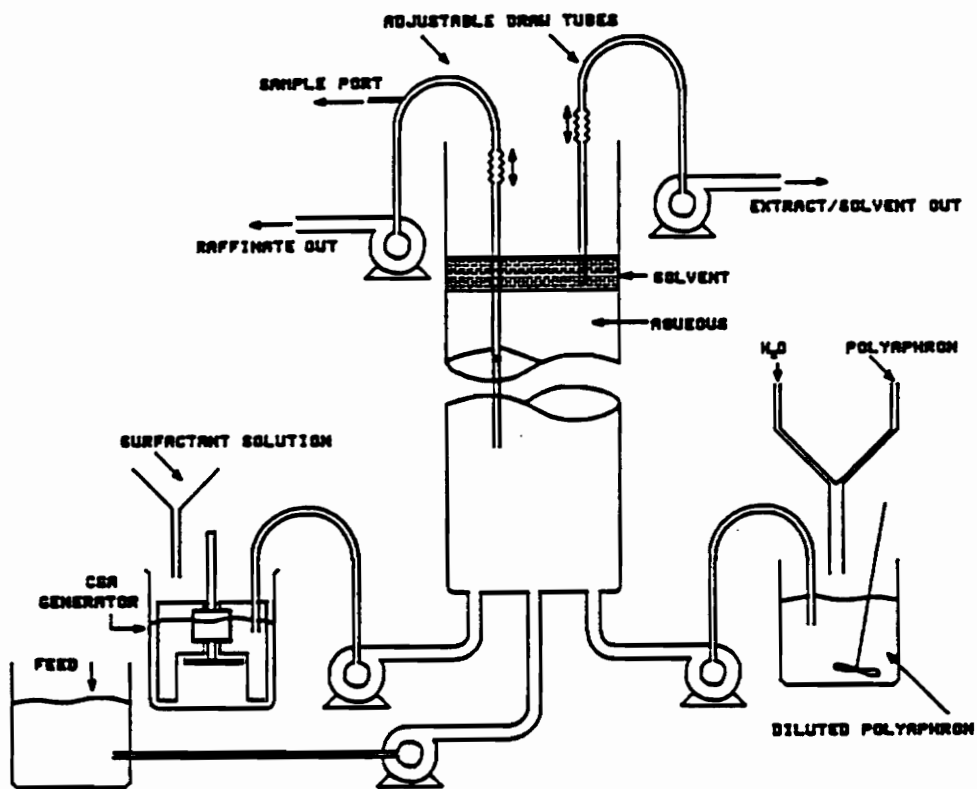 ADJUSTABLE DRAW TUBES
SAMPLE PORT
EXTRACT/SOLVENT OUT
RAFFINATE OUT
SOLVENT
AQUEOUS
H₂O
POLYAPHRON
SURFACTANT SOLUTION
CGA
GENERATOR
FEED
DILUTED POLYAPHRON